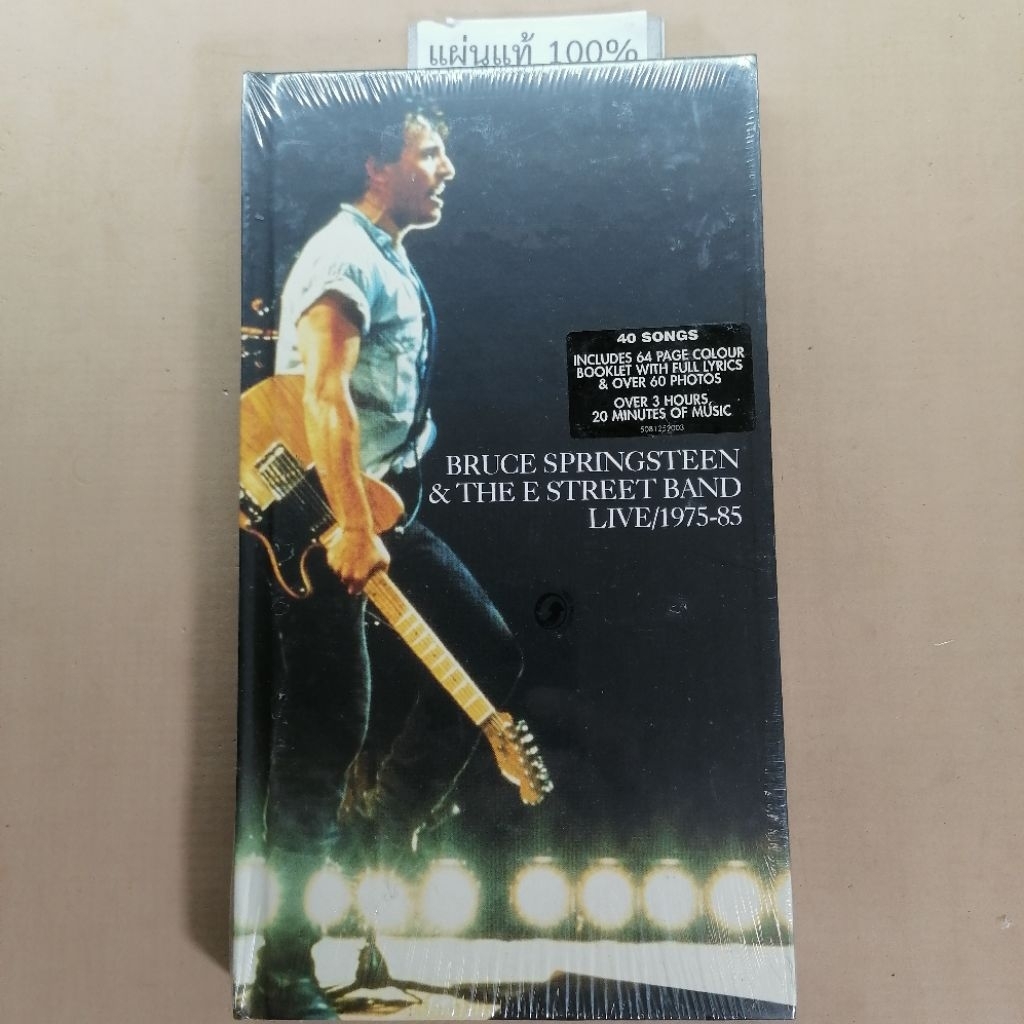 แผ่นแท้ 100%
40 SONGS
INCLUDES 64 PAGE COLOUR
BOOKLET WITH FULL LYRICS
& OVER 60 PHOTOS
OVER 3 HOURS,
20 MINUTES OF MUSIC
5081259003
BRUCE SPRINGSTEEN
& THE E STREET BAND
LIVE/1975-85